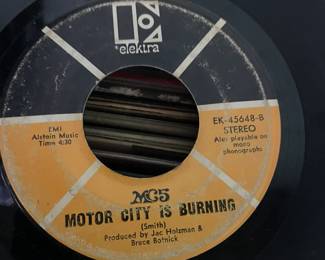 elektra
BMI
Alstein Music
Time 4:30
EK-45648-B
STEREO
Also playable on
mono
phonographs
MC5
MOTOR CITY IS BURNING
(Smith)
Produced by Jac Holzman &
Bruce Botnick